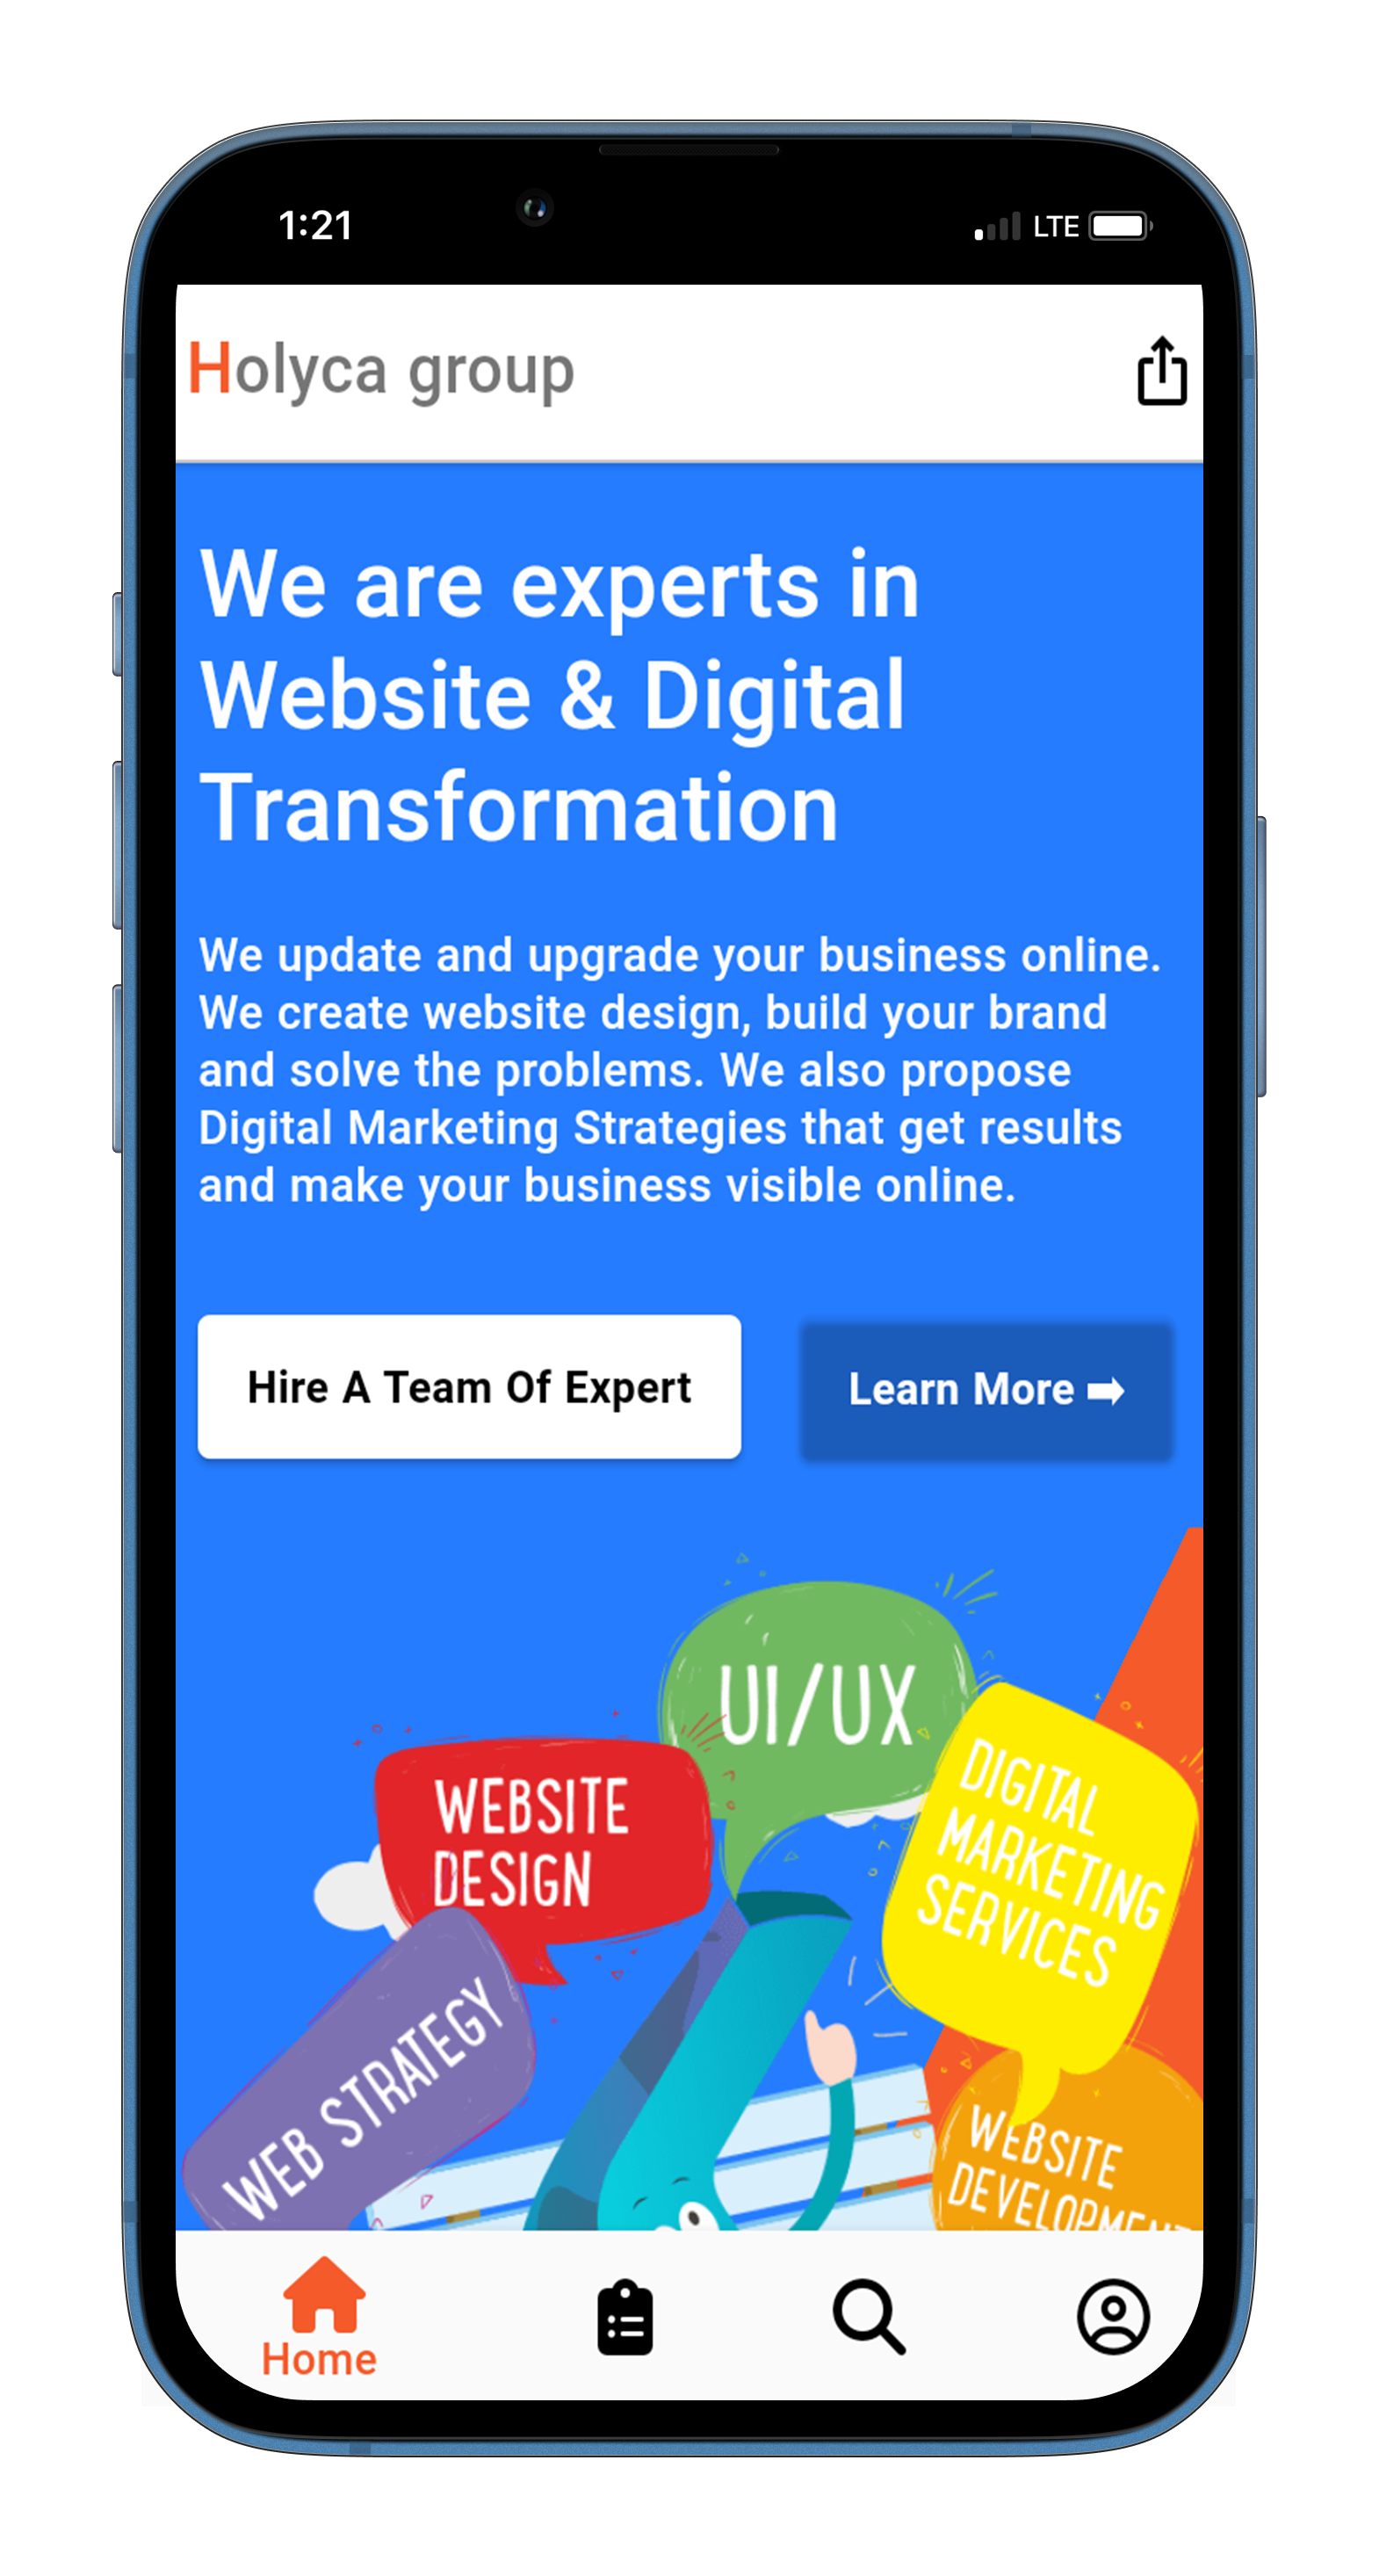 1:21 LTE
Holyca group
We are experts in
Website & Digital
Transformation
We update and upgrade your business online.
We create website design, build your brand
and solve the problems. We also propose
Digital Marketing Strategies that get results
and make your business visible online.
Hire A Team Of Expert
Learn More ➡
UI/UX
WEBSITE
DESIGN
DIGITAL
MARKETING
SERVICES
WEB STRATEGY
WEBSITE
DEVELOPMENT
Home